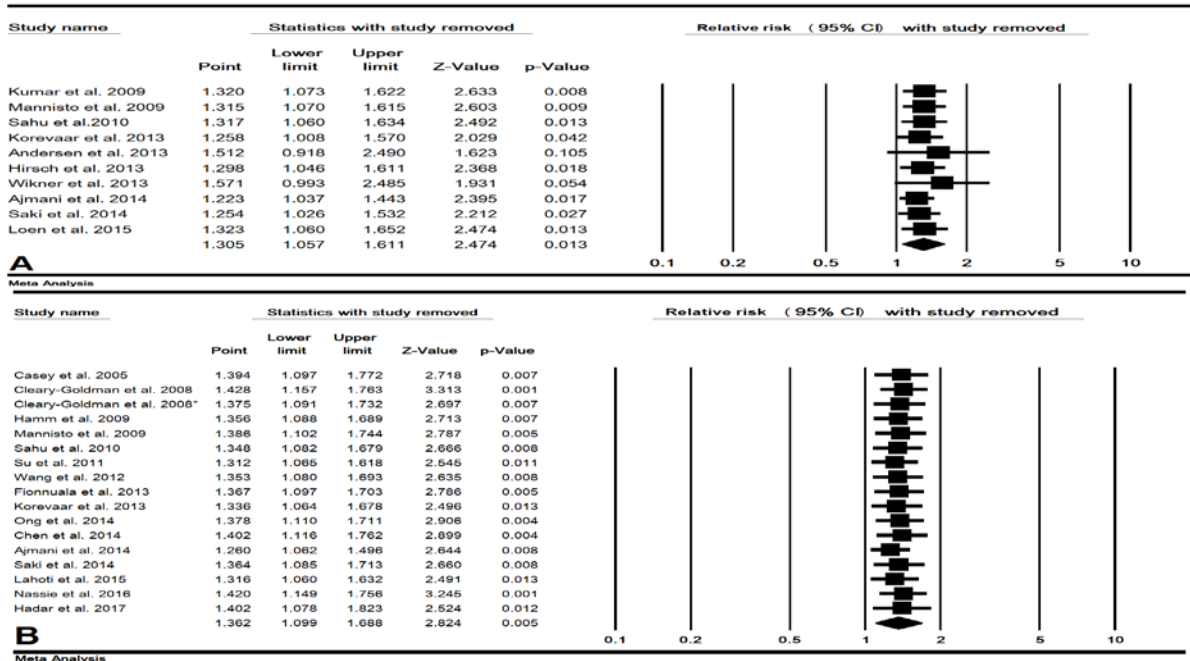 Study name Statistics with study removed Relative risk (95% CI) with study removed
Lower Upper
Point limit limit Z-Value p-Value
Kumar et al. 2009 1.320 1.073 1.622 2.633 0.008
Mannisto et al. 2009 1.315 1.070 1.615 2.603 0.009
Sahu et al.2010 1.317 1.060 1.634 2.492 0.013
Korevaar et al. 2013 1.258 1.008 1.570 2.029 0.042
Andersen et al. 2013 1.512 0.918 2.490 1.623 0.105
Hirsch et al. 2013 1.298 1.046 1.611 2.368 0.018
Wikner et al. 2013 1.571 0.993 2.485 1.931 0.054
Ajmani et al. 2014 1.223 1.037 1.443 2.395 0.017
Saki et al. 2014 1.254 1.026 1.532 2.212 0.027
Loen et al. 2015 1.323 1.060 1.652 2.474 0.013
1.305 1.057 1.611 2.474 0.013
A 0.1 0.2 0.5 1 2 5 10
Meta Analysis
Study name Statistics with study removed Relative risk (95% CI) with study removed
Lower Upper
Point limit limit Z-Value p-Value
Casey et al. 2005 1.394 1.097 1.772 2.718 0.007
Cleary-Goldman et al. 2008 1.428 1.157 1.763 3.313 0.001
Cleary-Goldman et al. 2008" 1.375 1.091 1.732 2.697 0.007
Hamm et al. 2009 1.356 1.088 1.689 2.713 0.007
Mannisto et al. 2009 1.386 1.102 1.744 2.787 0.005
Sahu et al. 2010 1.348 1.082 1.679 2.666 0.008
Su et al. 2011 1.312 1.065 1.618 2.545 0.011
Wang et al. 2012 1.353 1.080 1.693 2.635 0.008
Fionnuala et al. 2013 1.367 1.097 1.703 2.786 0.005
Korevaar et al. 2013 1.336 1.064 1.678 2.496 0.013
Ong et al. 2014 1.378 1.110 1.711 2.906 0.004
Chen et al. 2014 1.402 1.116 1.762 2.899 0.004
Ajmani et al. 2014 1.260 1.062 1.496 2.644 0.008
Saki et al. 2014 1.364 1.085 1.713 2.660 0.008
Lahoti et al. 2015 1.316 1.060 1.632 2.491 0.013
Nassie et al. 2016 1.420 1.149 1.756 3.245 0.001
Hadar et al. 2017 1.402 1.078 1.823 2.524 0.012
1.362 1.099 1.688 2.824 0.005
B 0.1 0.2 0.5 1 2 5 10
Meta Analysis